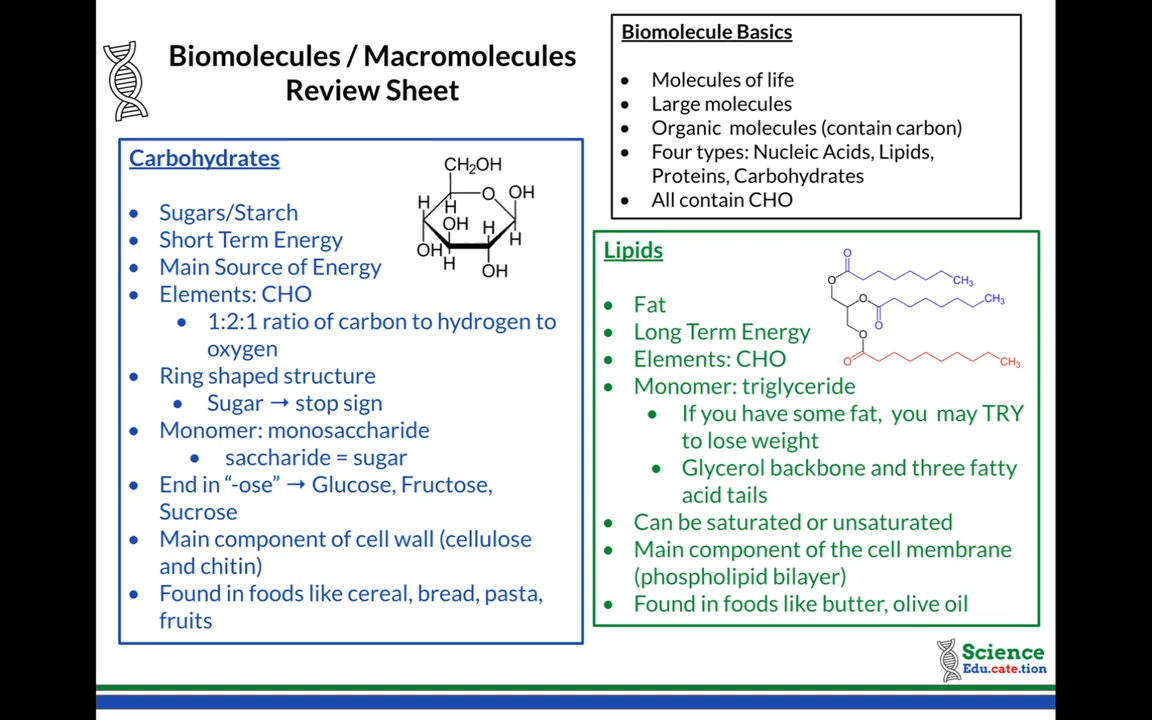 Biomolecules / Macromolecules
Review Sheet
Biomolecule Basics
• Molecules of life
• Large molecules
• Organic molecules (contain carbon)
• Four types: Nucleic Acids, Lipids,
Proteins, Carbohydrates
• All contain CHO
Carbohydrates
• Sugars/Starch
• Short Term Energy
• Main Source of Energy
• Elements: CHO
• 1:2:1 ratio of carbon to hydrogen to
oxygen
• Ring shaped structure
• Sugar → stop sign
• Monomer: monosaccharide
• saccharide = sugar
• End in “-ose” → Glucose, Fructose,
Sucrose
• Main component of cell wall (cellulose
and chitin)
• Found in foods like cereal, bread, pasta,
fruits
CH₂OH
O OH
H H
OH H
OH H
H
OH
Lipids
• Fat
• Long Term Energy
• Elements: CHO
• Monomer: triglyceride
• If you have some fat, you may TRY
to lose weight
• Glycerol backbone and three fatty
acid tails
• Can be saturated or unsaturated
• Main component of the cell membrane
(phospholipid bilayer)
• Found in foods like butter, olive oil
O
O CH₃
O CH₃
O
O
O CH₃
Science
Edu.cate.tion